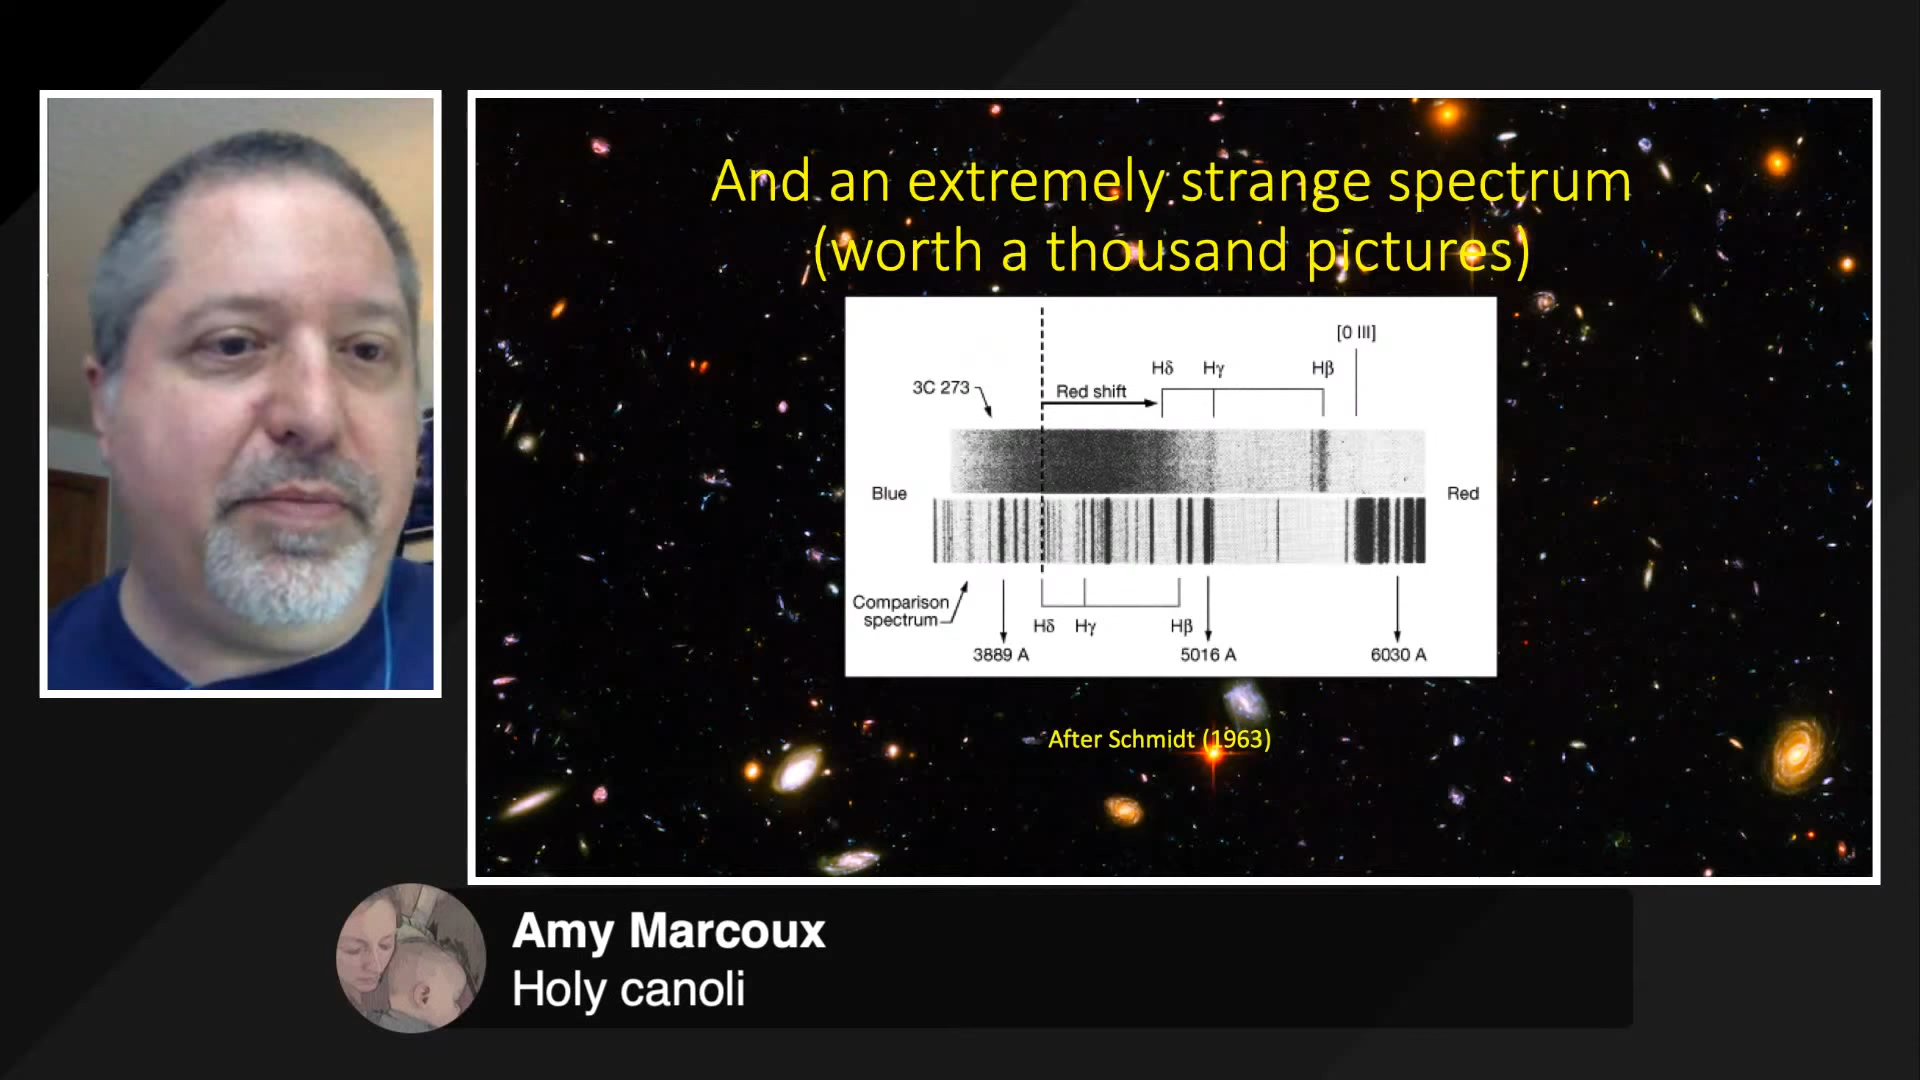 And an extremely strange spectrum
(worth a thousand pictures)
[0 III]
Hδ Hγ Hβ
3C 273
Red shift
Blue
Red
Comparison
spectrum
Hδ Hγ Hβ
3889 A
5016 A
6030 A
After Schmidt (1963)
Amy Marcoux
Holy canoli